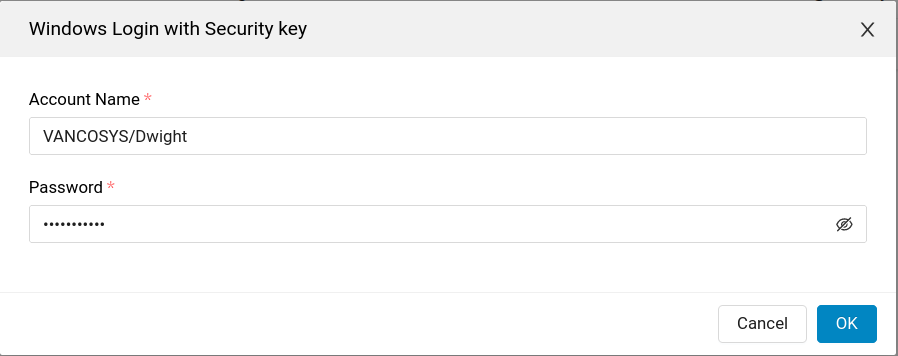 Windows Login with Security key
Account Name *
VANCOSYS/Dwight
Password *
•••••••••••
Cancel
OK